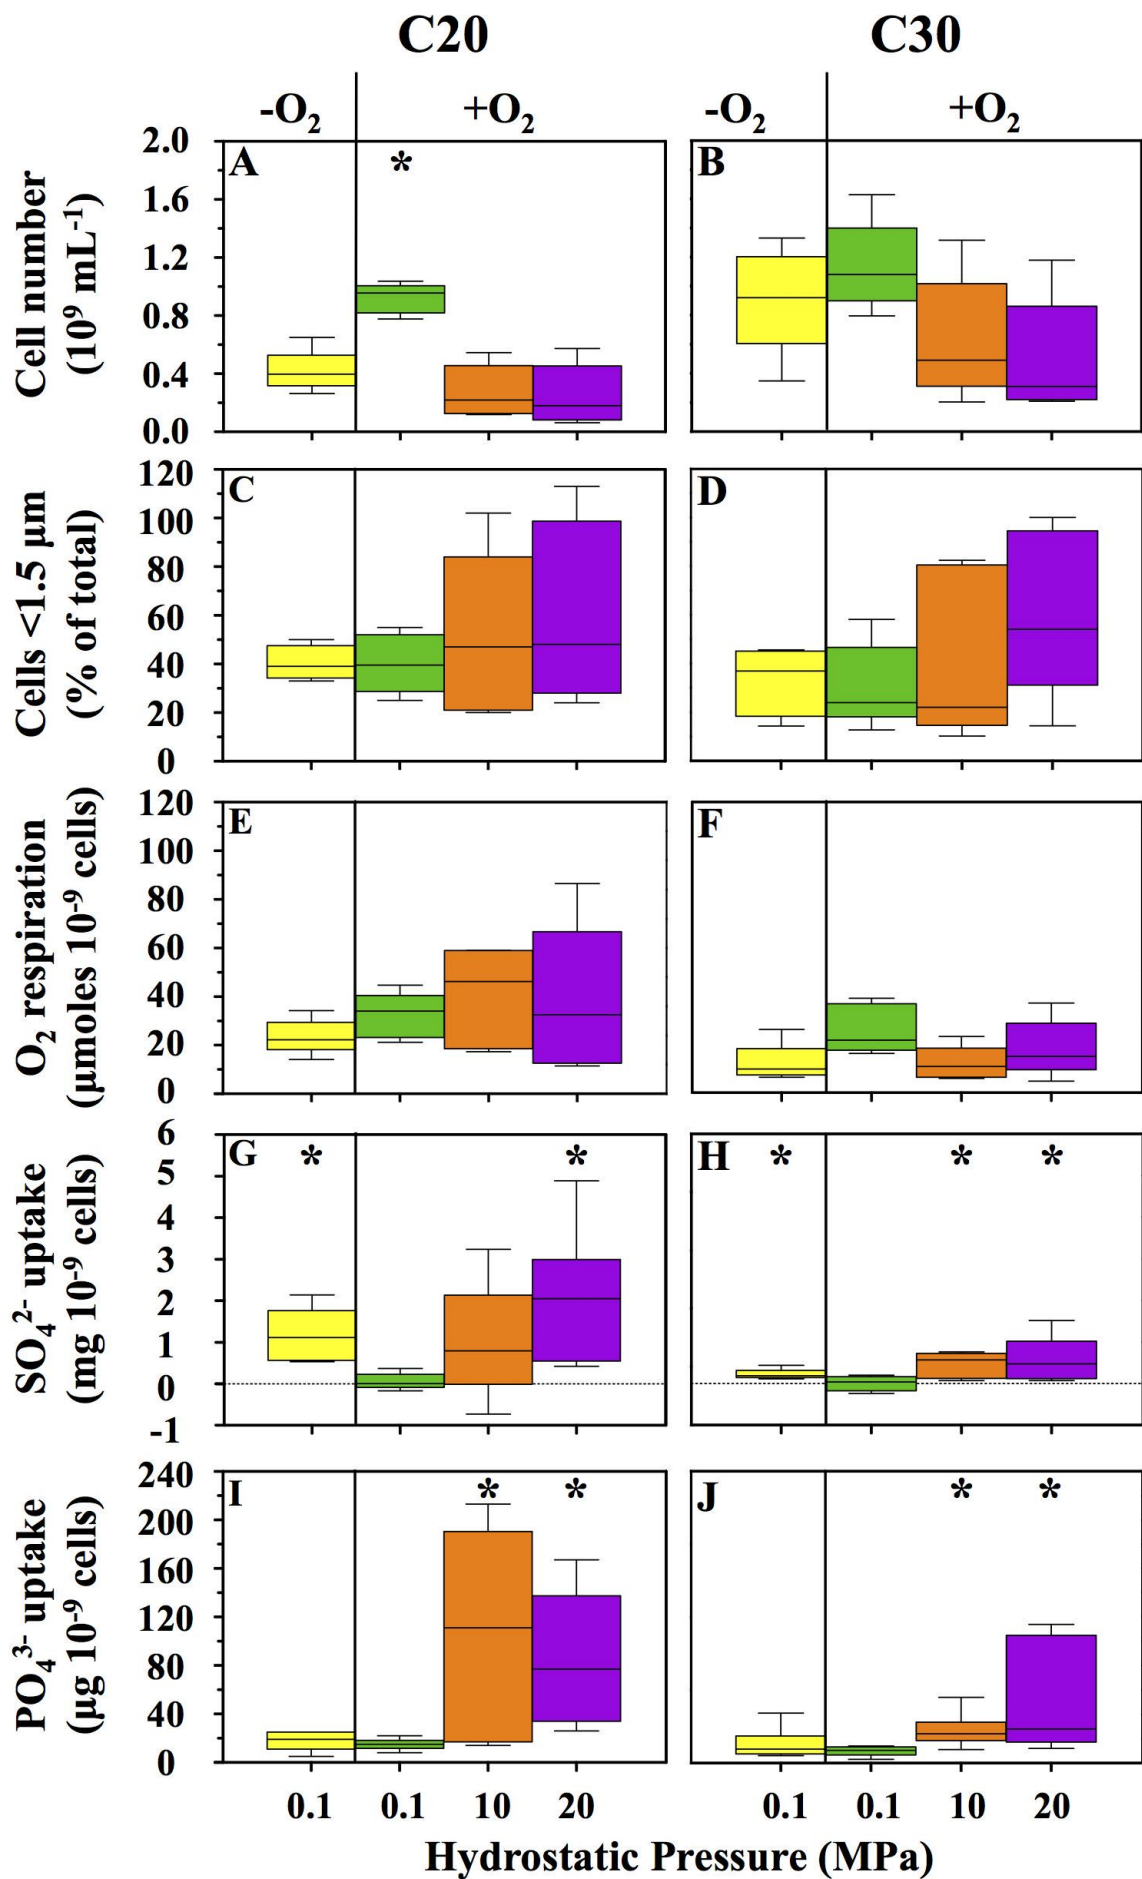 C20 C30
-O₂ +O₂ -O₂ +O₂
Cell number
(10⁹ mL⁻¹)
2.0
1.6
1.2
0.8
0.4
0.0
A *
B
Cells <1.5 µm
(% of total)
120
100
80
60
40
20
0
C
D
O₂ respiration
(µmoles 10⁻⁹ cells)
120
100
80
60
40
20
0
E
F
SO₄²⁻ uptake
(mg 10⁻⁹ cells)
6
5
4
3
2
1
0
-1
G * *
H * * *
PO₄³⁻ uptake
(µg 10⁻⁹ cells)
240
200
160
120
80
40
0
I * *
J * *
0.1 0.1 10 20 0.1 0.1 10 20
Hydrostatic Pressure (MPa)